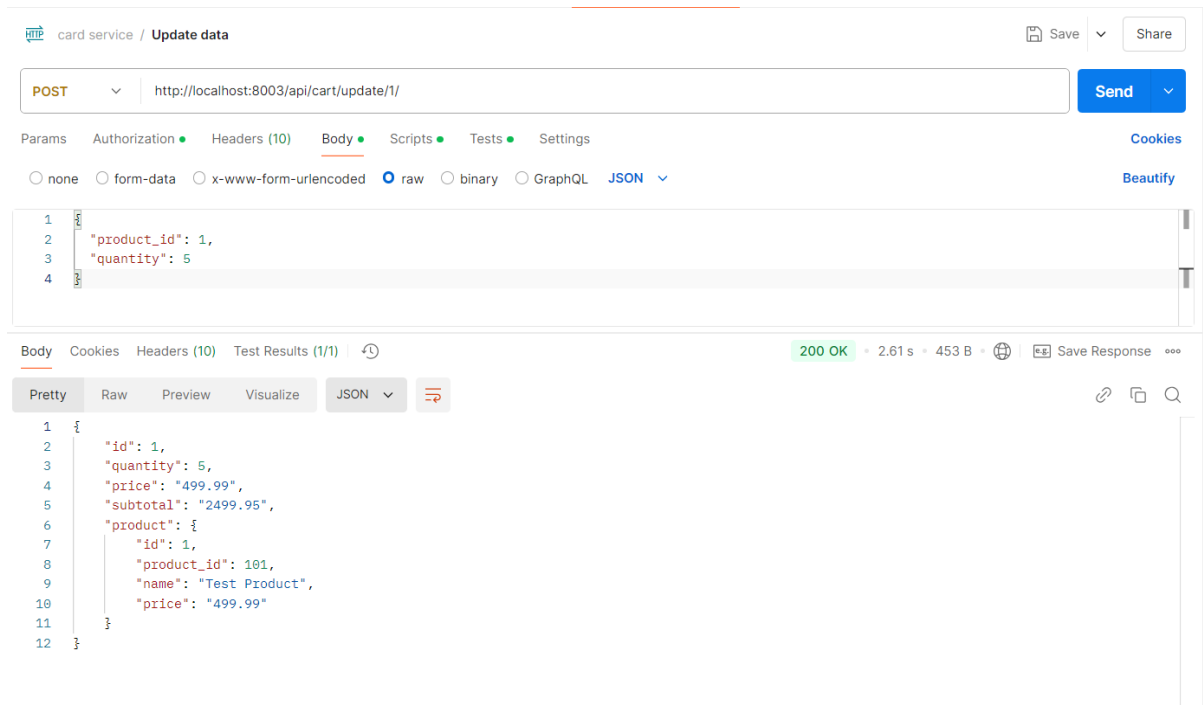 HTTP card service / Update data Save Share
POST http://localhost:8003/api/cart/update/1/ Send
Params Authorization Headers (10) Body Scripts Tests Settings Cookies
none form-data x-www-form-urlencoded raw binary GraphQL JSON Beautify
1 {
2 "product_id": 1,
3 "quantity": 5
4 }
Body Cookies Headers (10) Test Results (1/1) 200 OK 2.61 s 453 B e.g. Save Response
Pretty Raw Preview Visualize JSON
1 {
2 "id": 1,
3 "quantity": 5,
4 "price": "499.99",
5 "subtotal": "2499.95",
6 "product": {
7 "id": 1,
8 "product_id": 101,
9 "name": "Test Product",
10 "price": "499.99"
11 }
12 }